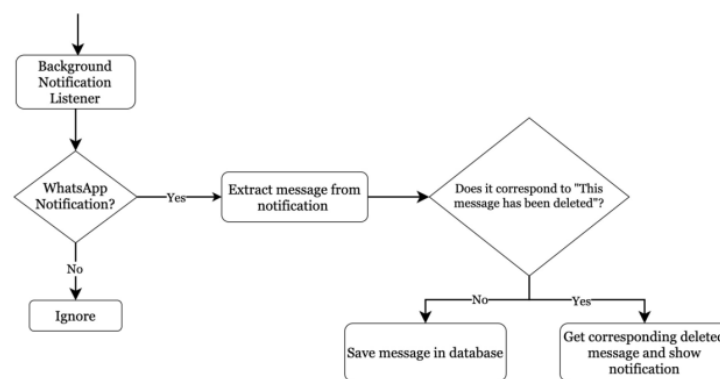 Background
Notification
Listener
WhatsApp
Notification?
Yes
Extract message from
notification
Does it correspond to "This
message has been deleted"?
No
Ignore
No
Yes
Save message in database
Get corresponding deleted
message and show
notification